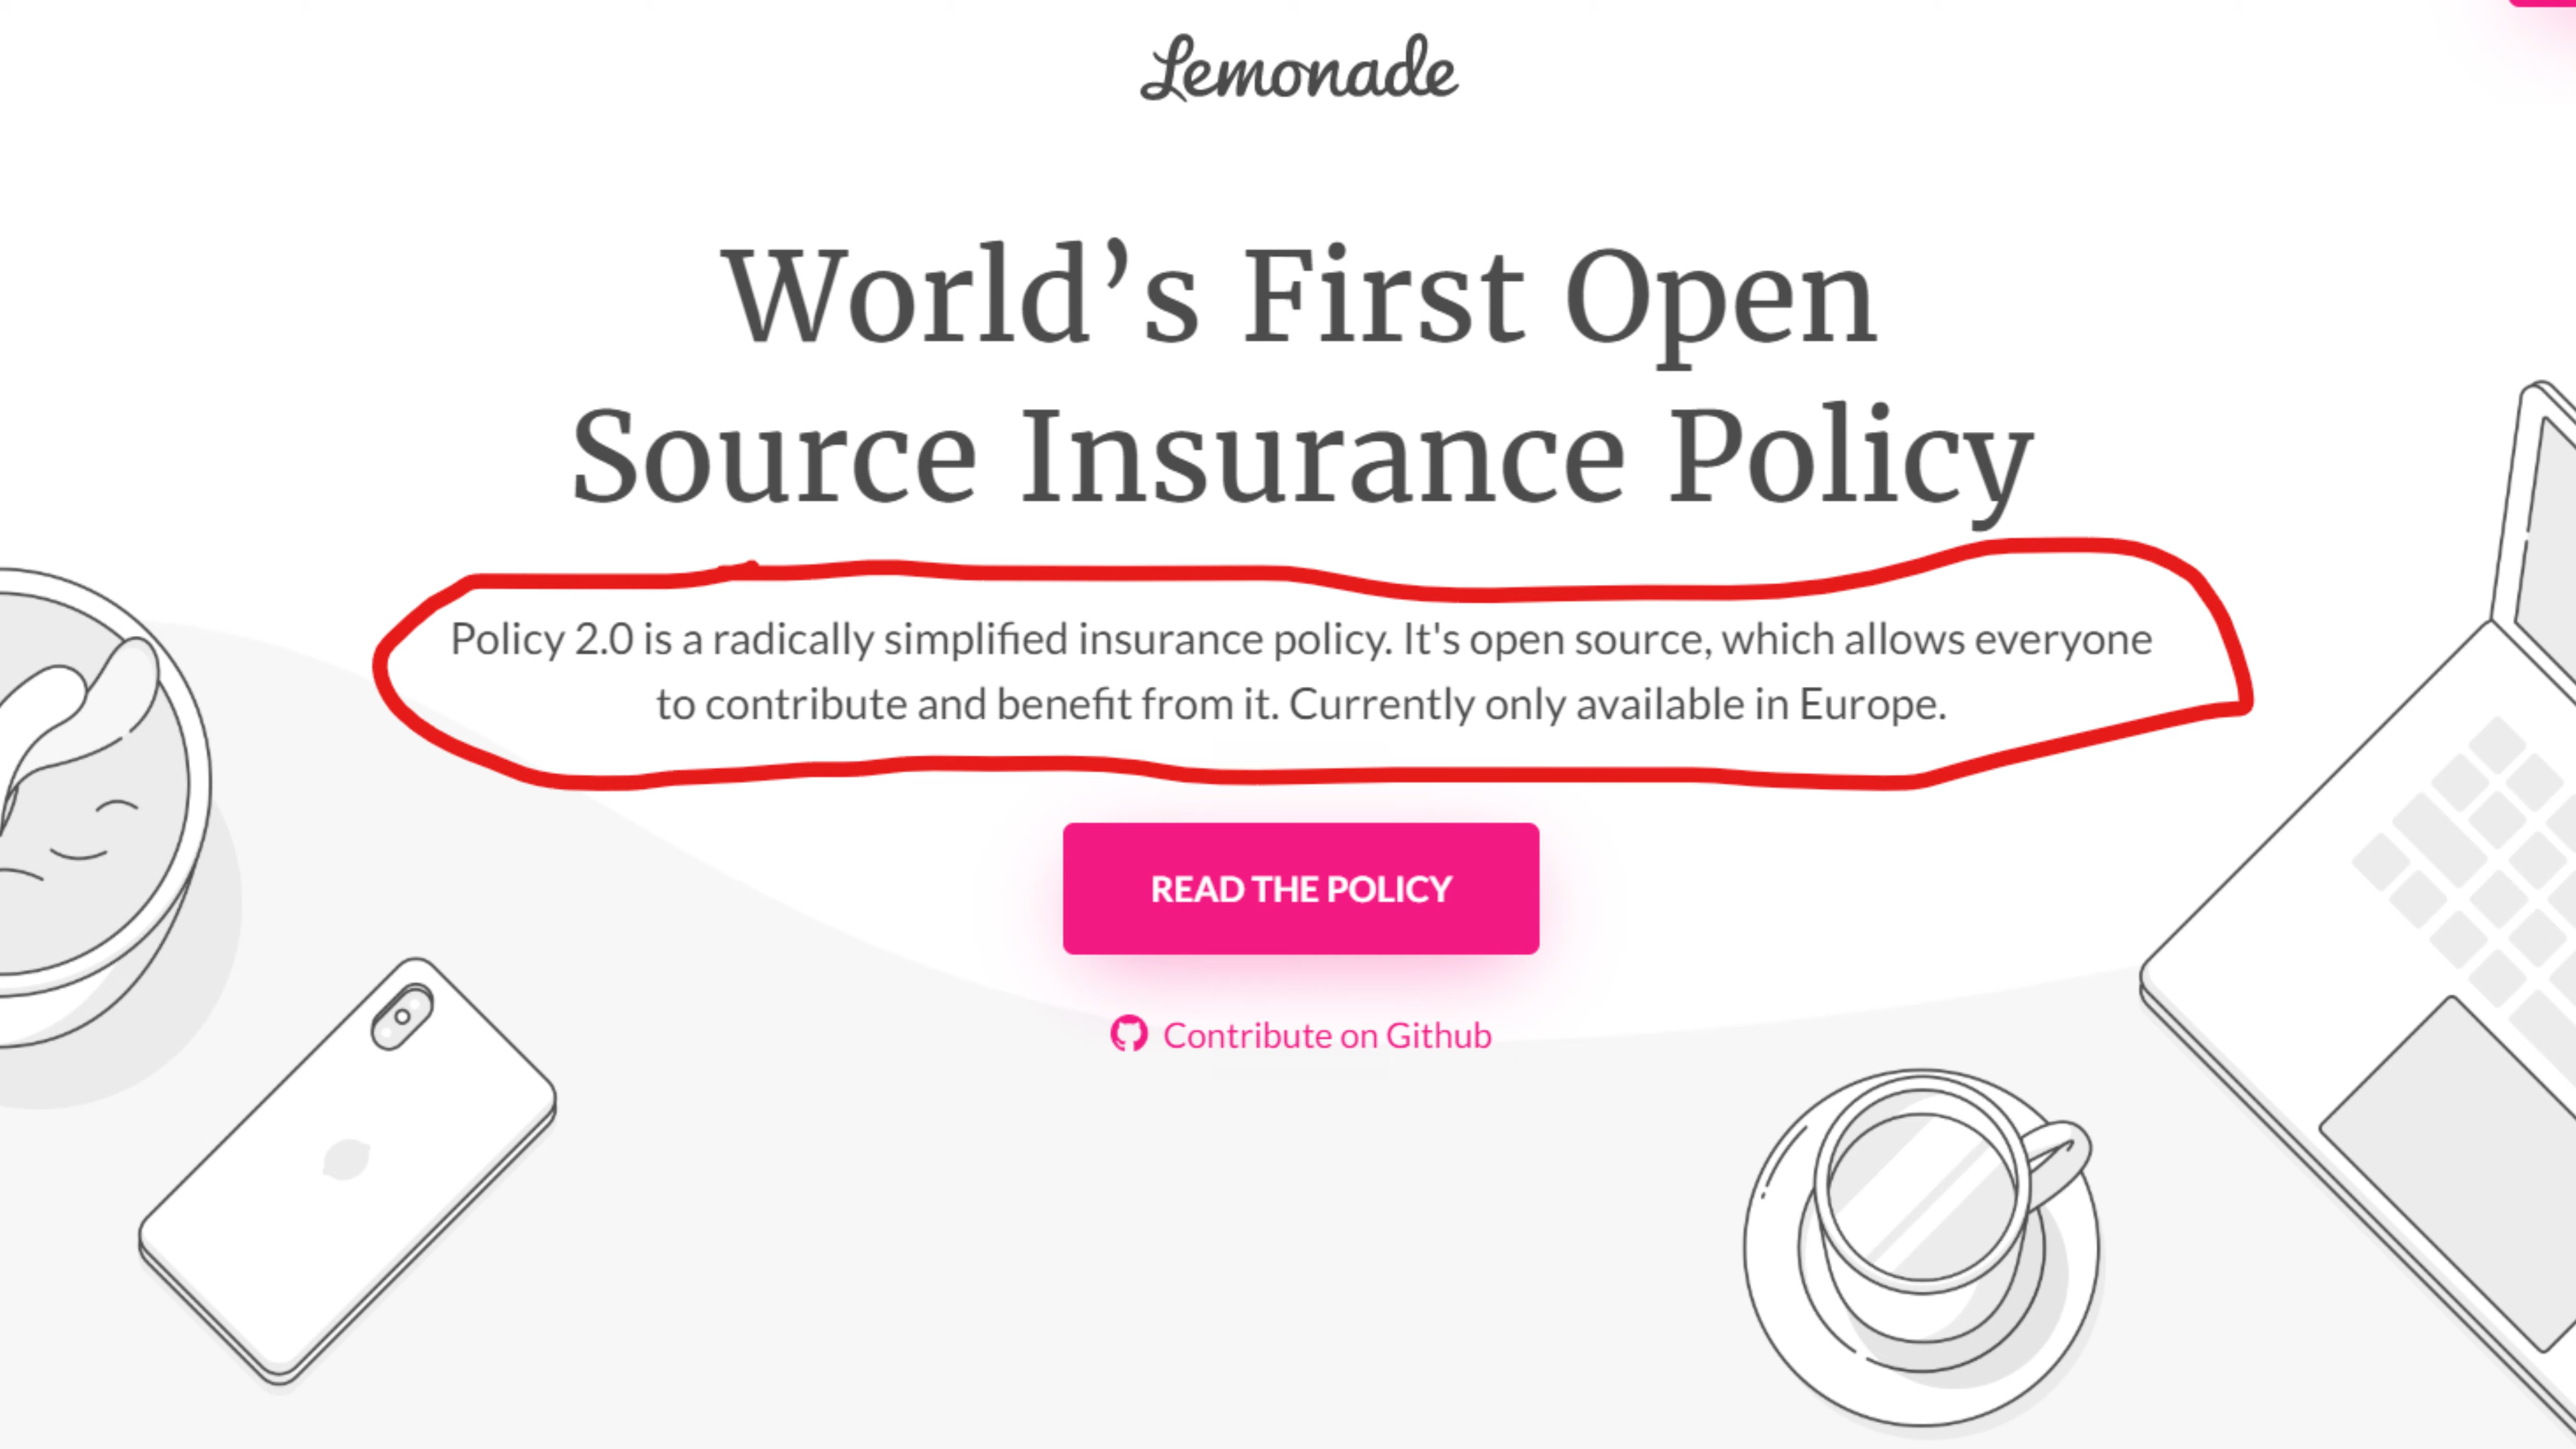 Lemonade
World’s First Open
Source Insurance Policy
Policy 2.0 is a radically simplified insurance policy. It's open source, which allows everyone
to contribute and benefit from it. Currently only available in Europe.
READ THE POLICY
Contribute on Github